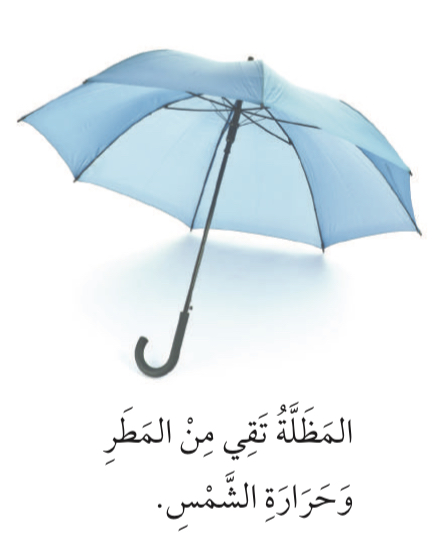 المَظَلَّةُ تَقِي مِنْ المَطَرِ
وَحَرَارَةِ الشَّمْسِ.